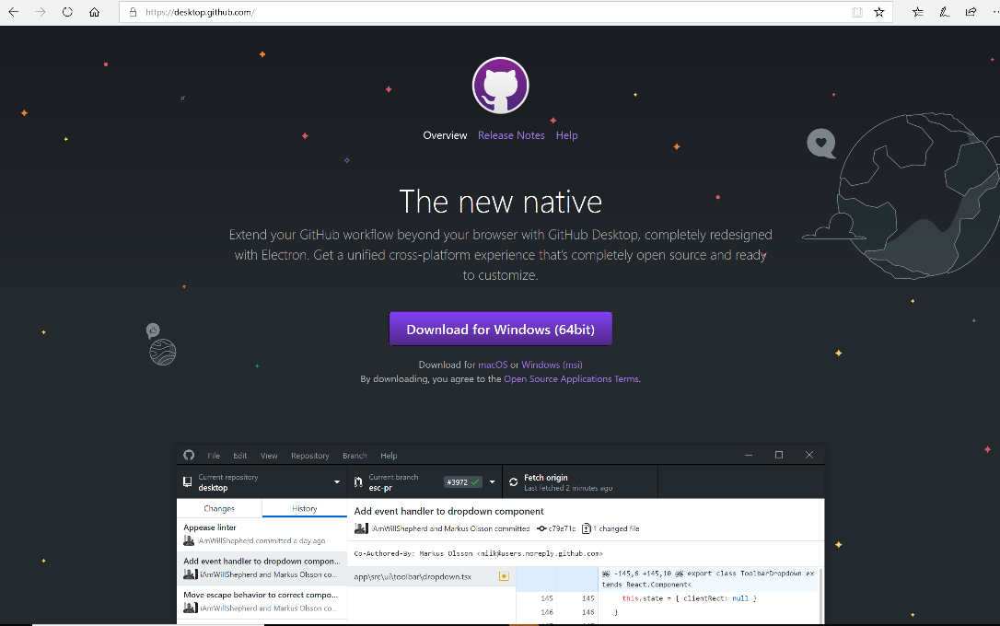 https://desktop.github.com/
Overview Release Notes Help
The new native
Extend your GitHub workflow beyond your browser with GitHub Desktop, completely redesigned
with Electron. Get a unified cross-platform experience that's completely open source and ready
to customize.
Download for Windows (64bit)
Download for macOS or Windows (msi)
By downloading, you agree to the Open Source Applications Terms.
File Edit View Repository Branch Help
Current repository
desktop
Current branch
esc-pr
#3972
Fetch origin
Last fetched 2 minutes ago
Changes History
Appease linter
iAmWillShepherd committed a day ago
Add event handler to dropdown compon...
iAmWillShepherd and Markus Olsson co...
Move escape behavior to correct compo...
iAmWillShepherd and Markus Olsson co...
Add event handler to dropdown component
iAmWillShepherd and Markus Olsson committed c79e71c 1 changed file
Co-Authored-By: Markus Olsson <niik@users.noreply.github.com>
app\src\ui\toolbar\dropdown.tsx
@@ -145,6 +145,10 @@ export class ToolbarDropdown ex
tends React.Component<
145 145 this.state = { clientRect: null }
146 146 }